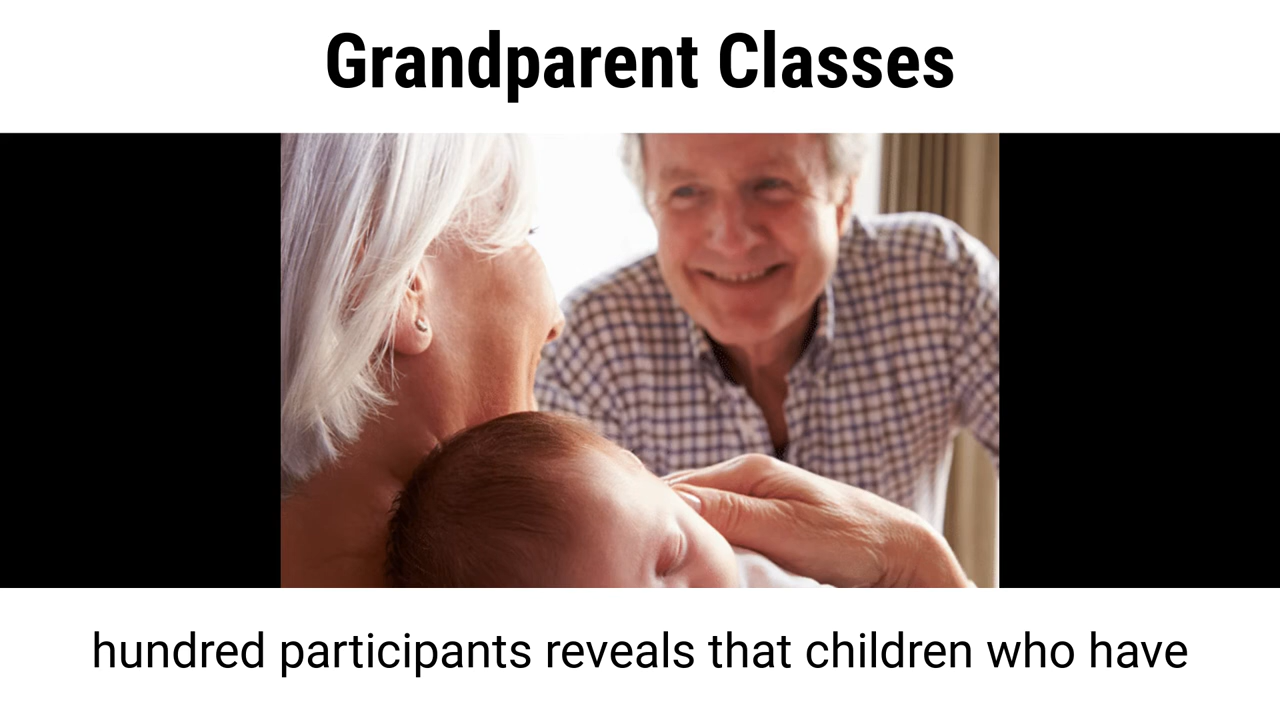 Grandparent Classes
hundred participants reveals that children who have